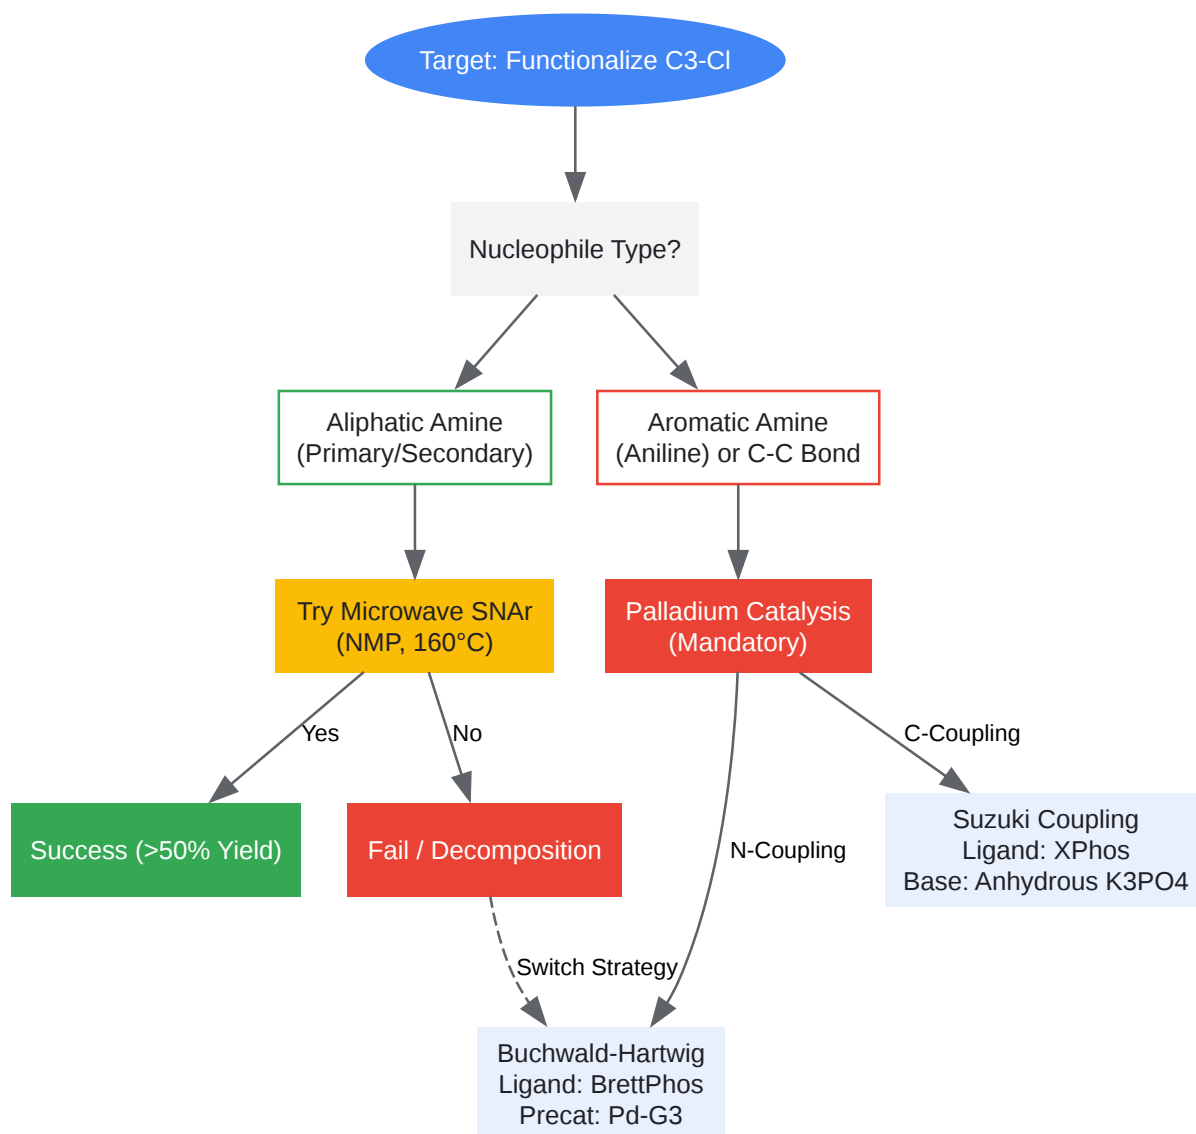 Target: Functionalize C3-Cl
Nucleophile Type?
Aliphatic Amine
(Primary/Secondary)
Aromatic Amine
(Aniline) or C-C Bond
Try Microwave SNAr
(NMP, 160°C)
Palladium Catalysis
(Mandatory)
Yes
No
C-Coupling
Success (>50% Yield)
Fail / Decomposition
N-Coupling
Suzuki Coupling
Ligand: XPhos
Base: Anhydrous K3PO4
Switch Strategy
Buchwald-Hartwig
Ligand: BrettPhos
Precat: Pd-G3